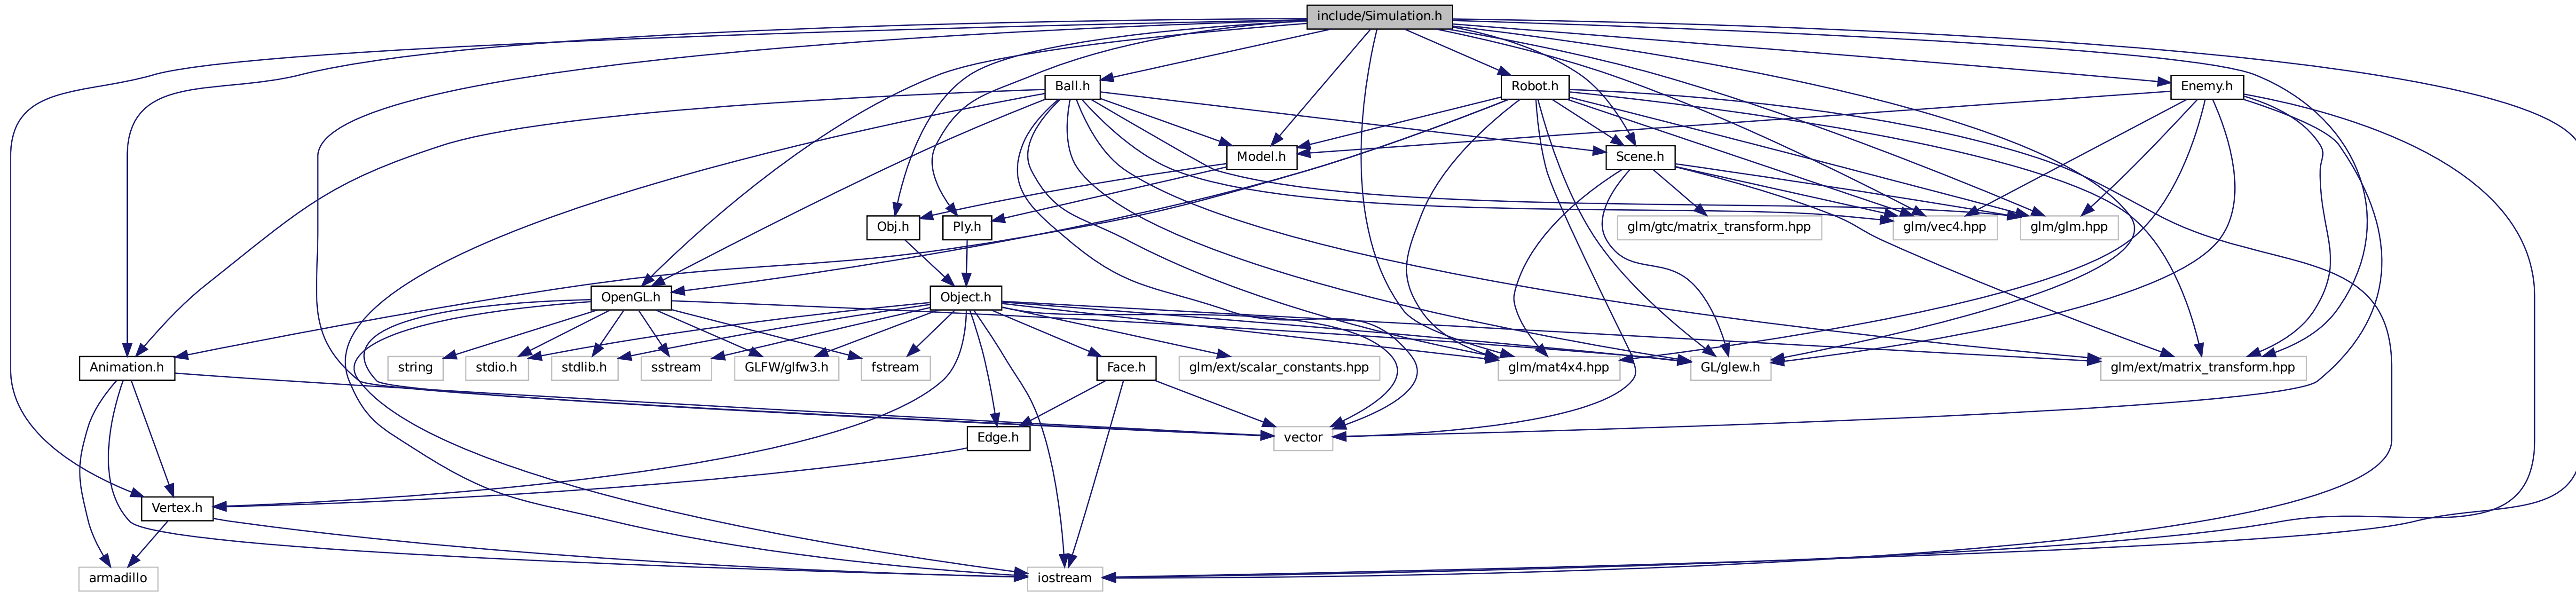 include/Simulation.h
Ball.h
Robot.h
Enemy.h
Model.h
Scene.h
Obj.h
Ply.h
glm/gtc/matrix_transform.hpp
glm/vec4.hpp
glm/glm.hpp
OpenGL.h
Object.h
Animation.h
string
stdio.h
stdlib.h
sstream
GLFW/glfw3.h
fstream
Face.h
glm/ext/scalar_constants.hpp
glm/mat4x4.hpp
GL/glew.h
glm/ext/matrix_transform.hpp
Edge.h
vector
Vertex.h
armadillo
iostream